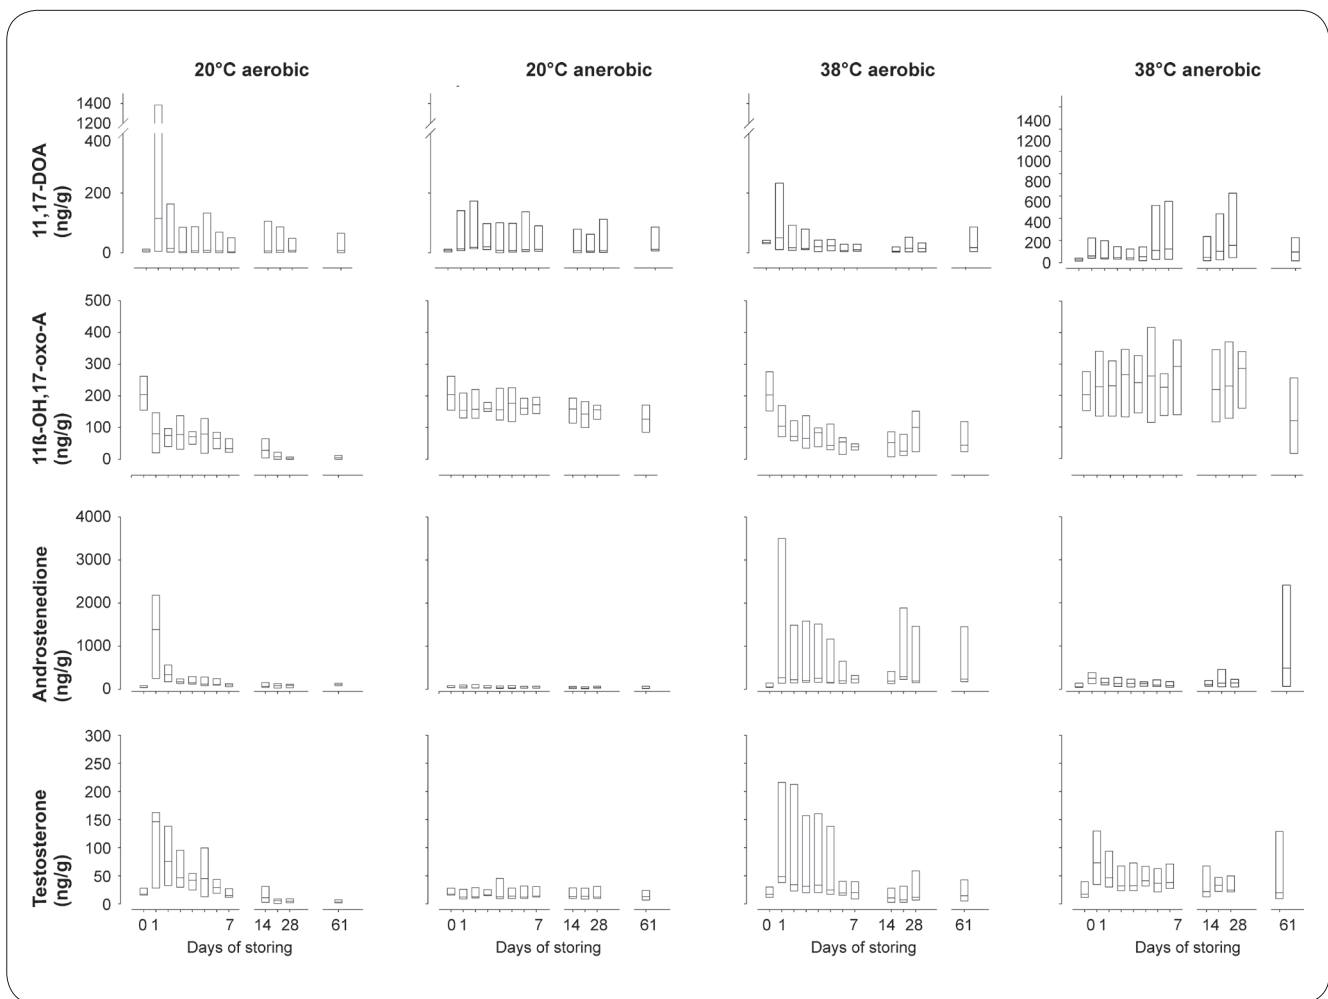 20°C aerobic 20°C anerobic 38°C aerobic 38°C anerobic
11,17-DOA
(ng/g)
1400
1200
400
200
0
1400
1200
1000
800
600
400
200
0
11ß-OH,17-oxo-A
(ng/g)
500
400
300
200
100
0
Androstenedione
(ng/g)
4000
3000
2000
1000
0
Testosterone
(ng/g)
300
250
200
150
100
50
0
0 1 7 14 28 61 0 1 7 14 28 61 0 1 7 14 28 61 0 1 7 14 28 61
Days of storing Days of storing Days of storing Days of storing